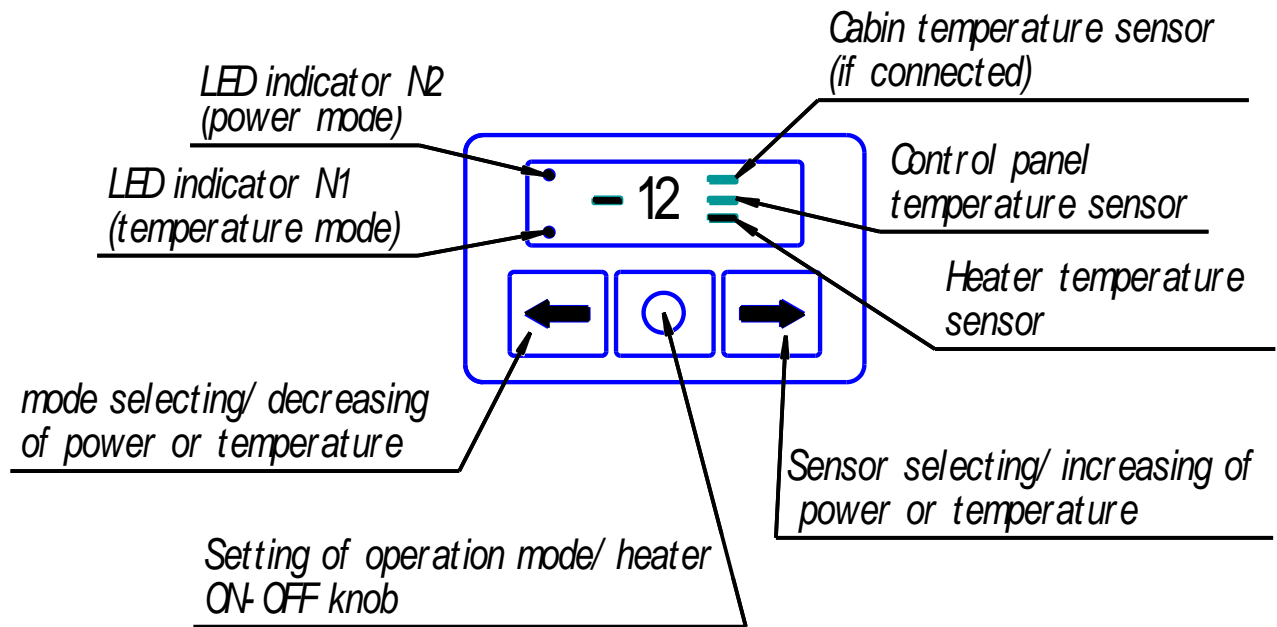 Cabin temperature sensor
(if connected)
LED indicator N2
(power mode)
Control panel
temperature sensor
LED indicator N1
(temperature mode)
- 12
Heater temperature
sensor
mode selecting/ decreasing
of power or temperature
Sensor selecting/ increasing of
power or temperature
Setting of operation mode/ heater
ON-OFF knob